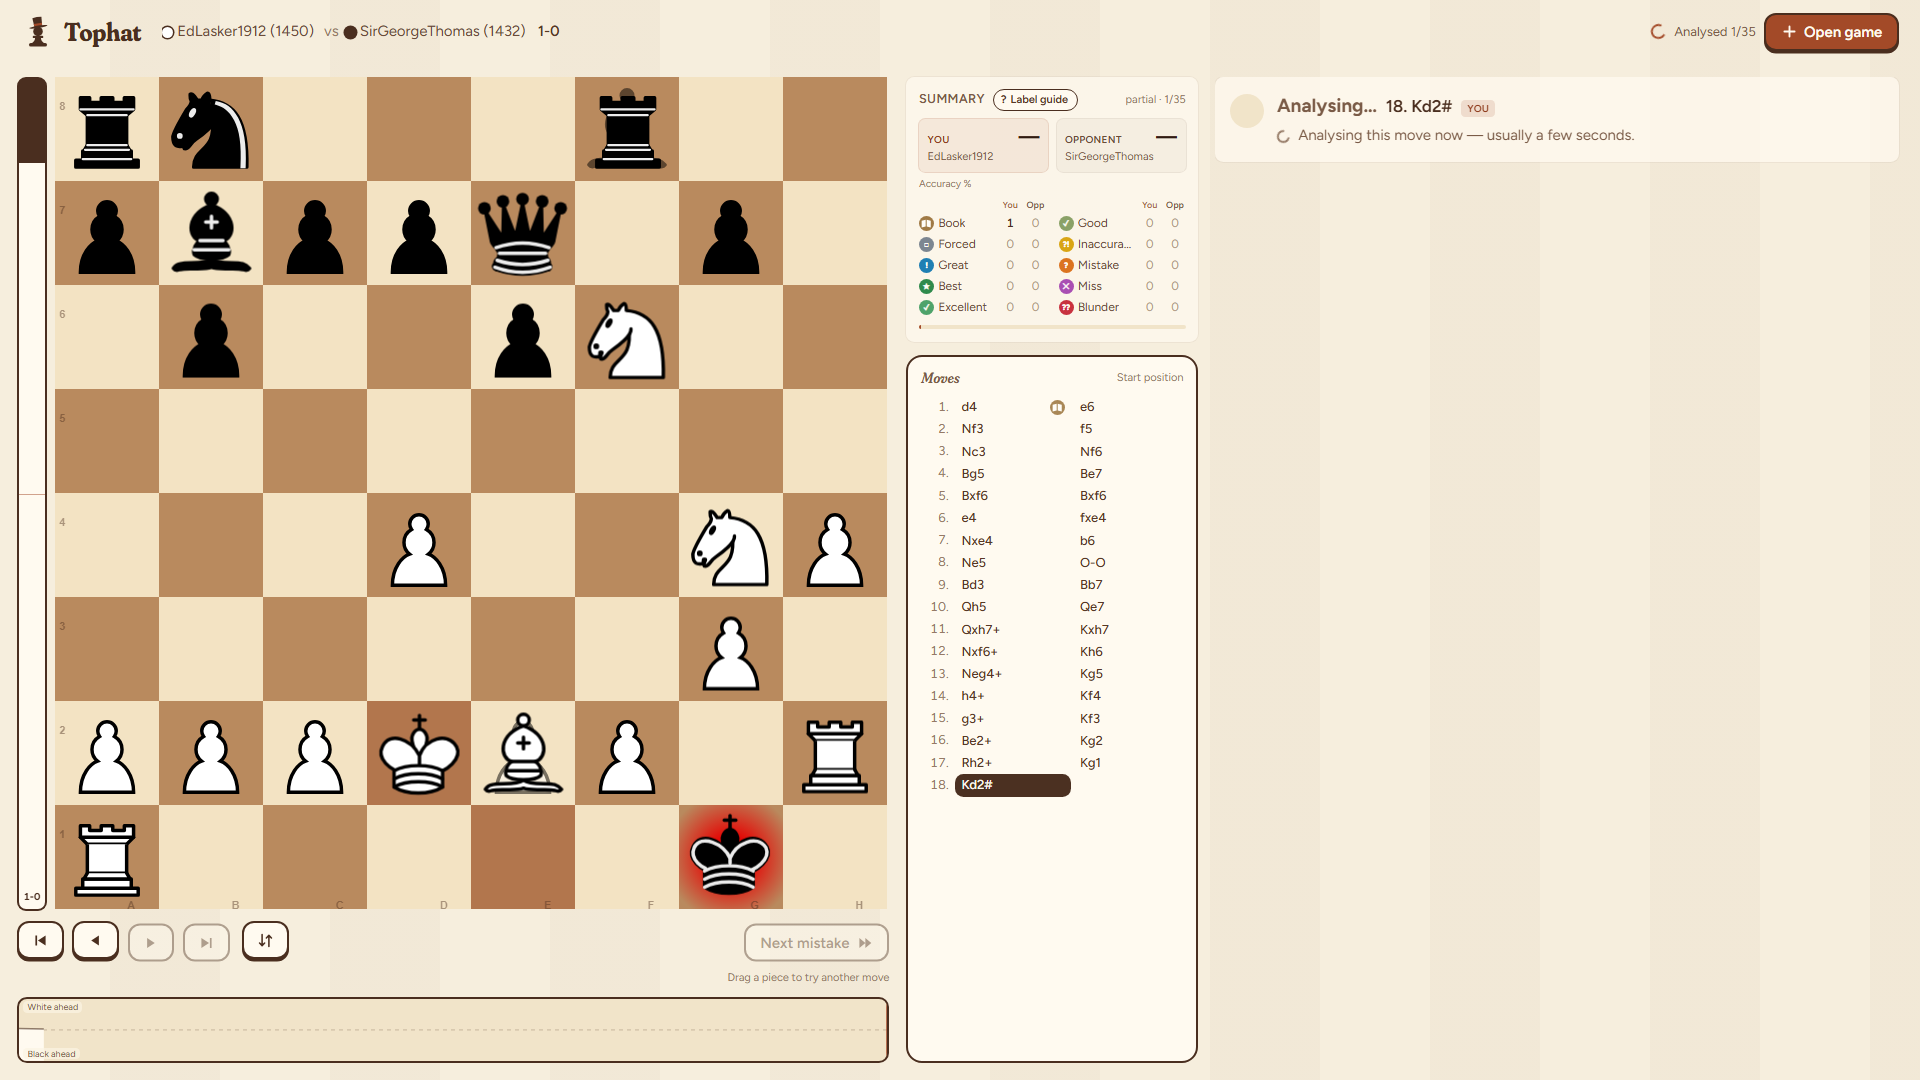 Tophat
EdLasker1912 (1450) vs SirGeorgeThomas (1432) 1-0
Analysed 1/35
Open game
8
7
6
5
4
3
2
1
A B C D E F G H
1-0
Next mistake
Drag a piece to try another move
White ahead
Black ahead
SUMMARY
? Label guide
partial · 1/35
YOU —
EdLasker1912
OPPONENT —
SirGeorgeThomas
Accuracy %
You Opp You Opp
Book 1 0 Good 0 0
Forced 0 0 Inaccura... 0 0
Great 0 0 Mistake 0 0
Best 0 0 Miss 0 0
Excellent 0 0 Blunder 0 0
Moves
Start position
1. d4 e6
2. Nf3 f5
3. Nc3 Nf6
4. Bg5 Be7
5. Bxf6 Bxf6
6. e4 fxe4
7. Nxe4 b6
8. Ne5 O-O
9. Bd3 Bb7
10. Qh5 Qe7
11. Qxh7+ Kxh7
12. Nxf6+ Kh6
13. Neg4+ Kg5
14. h4+ Kf4
15. g3+ Kf3
16. Be2+ Kg2
17. Rh2+ Kg1
18. Kd2#
Analysing... 18. Kd2# YOU
Analysing this move now — usually a few seconds.